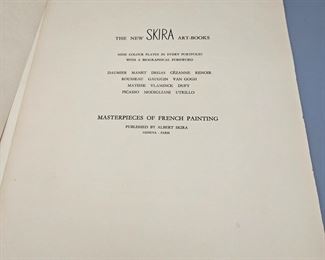 THE NEW SKIRA ART-BOOKS
NINE COLOUR PLATES IN EVERY PORTFOLIO
WITH A BIOGRAPHICAL FOREWORD
DAUMIER MANET DEGAS CÉZANNE RENOIR
ROUSSEAU GAUGUIN VAN GOGH
MATISSE VLAMINCK DUFY
PICASSO MODIGLIANI UTRILLO
MASTERPIECES OF FRENCH PAINTING
PUBLISHED BY ALBERT SKIRA
GENEVA - PARIS